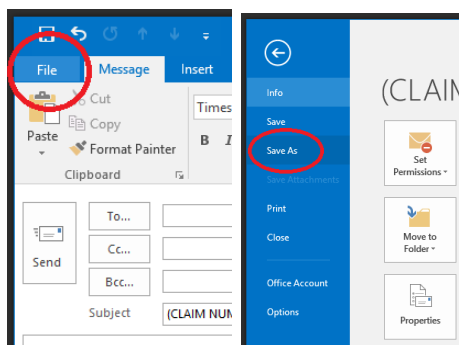 File Message Insert
Cut
Copy
Format Painter
Paste
Clipboard
Times
B I
To...
Cc...
Bcc...
Send
Subject (CLAIM NUM
Info
Save
Save As
Save Attachments
Print
Close
Office Account
Options
(CLAIM
Set
Permissions
Move to
Folder
Properties